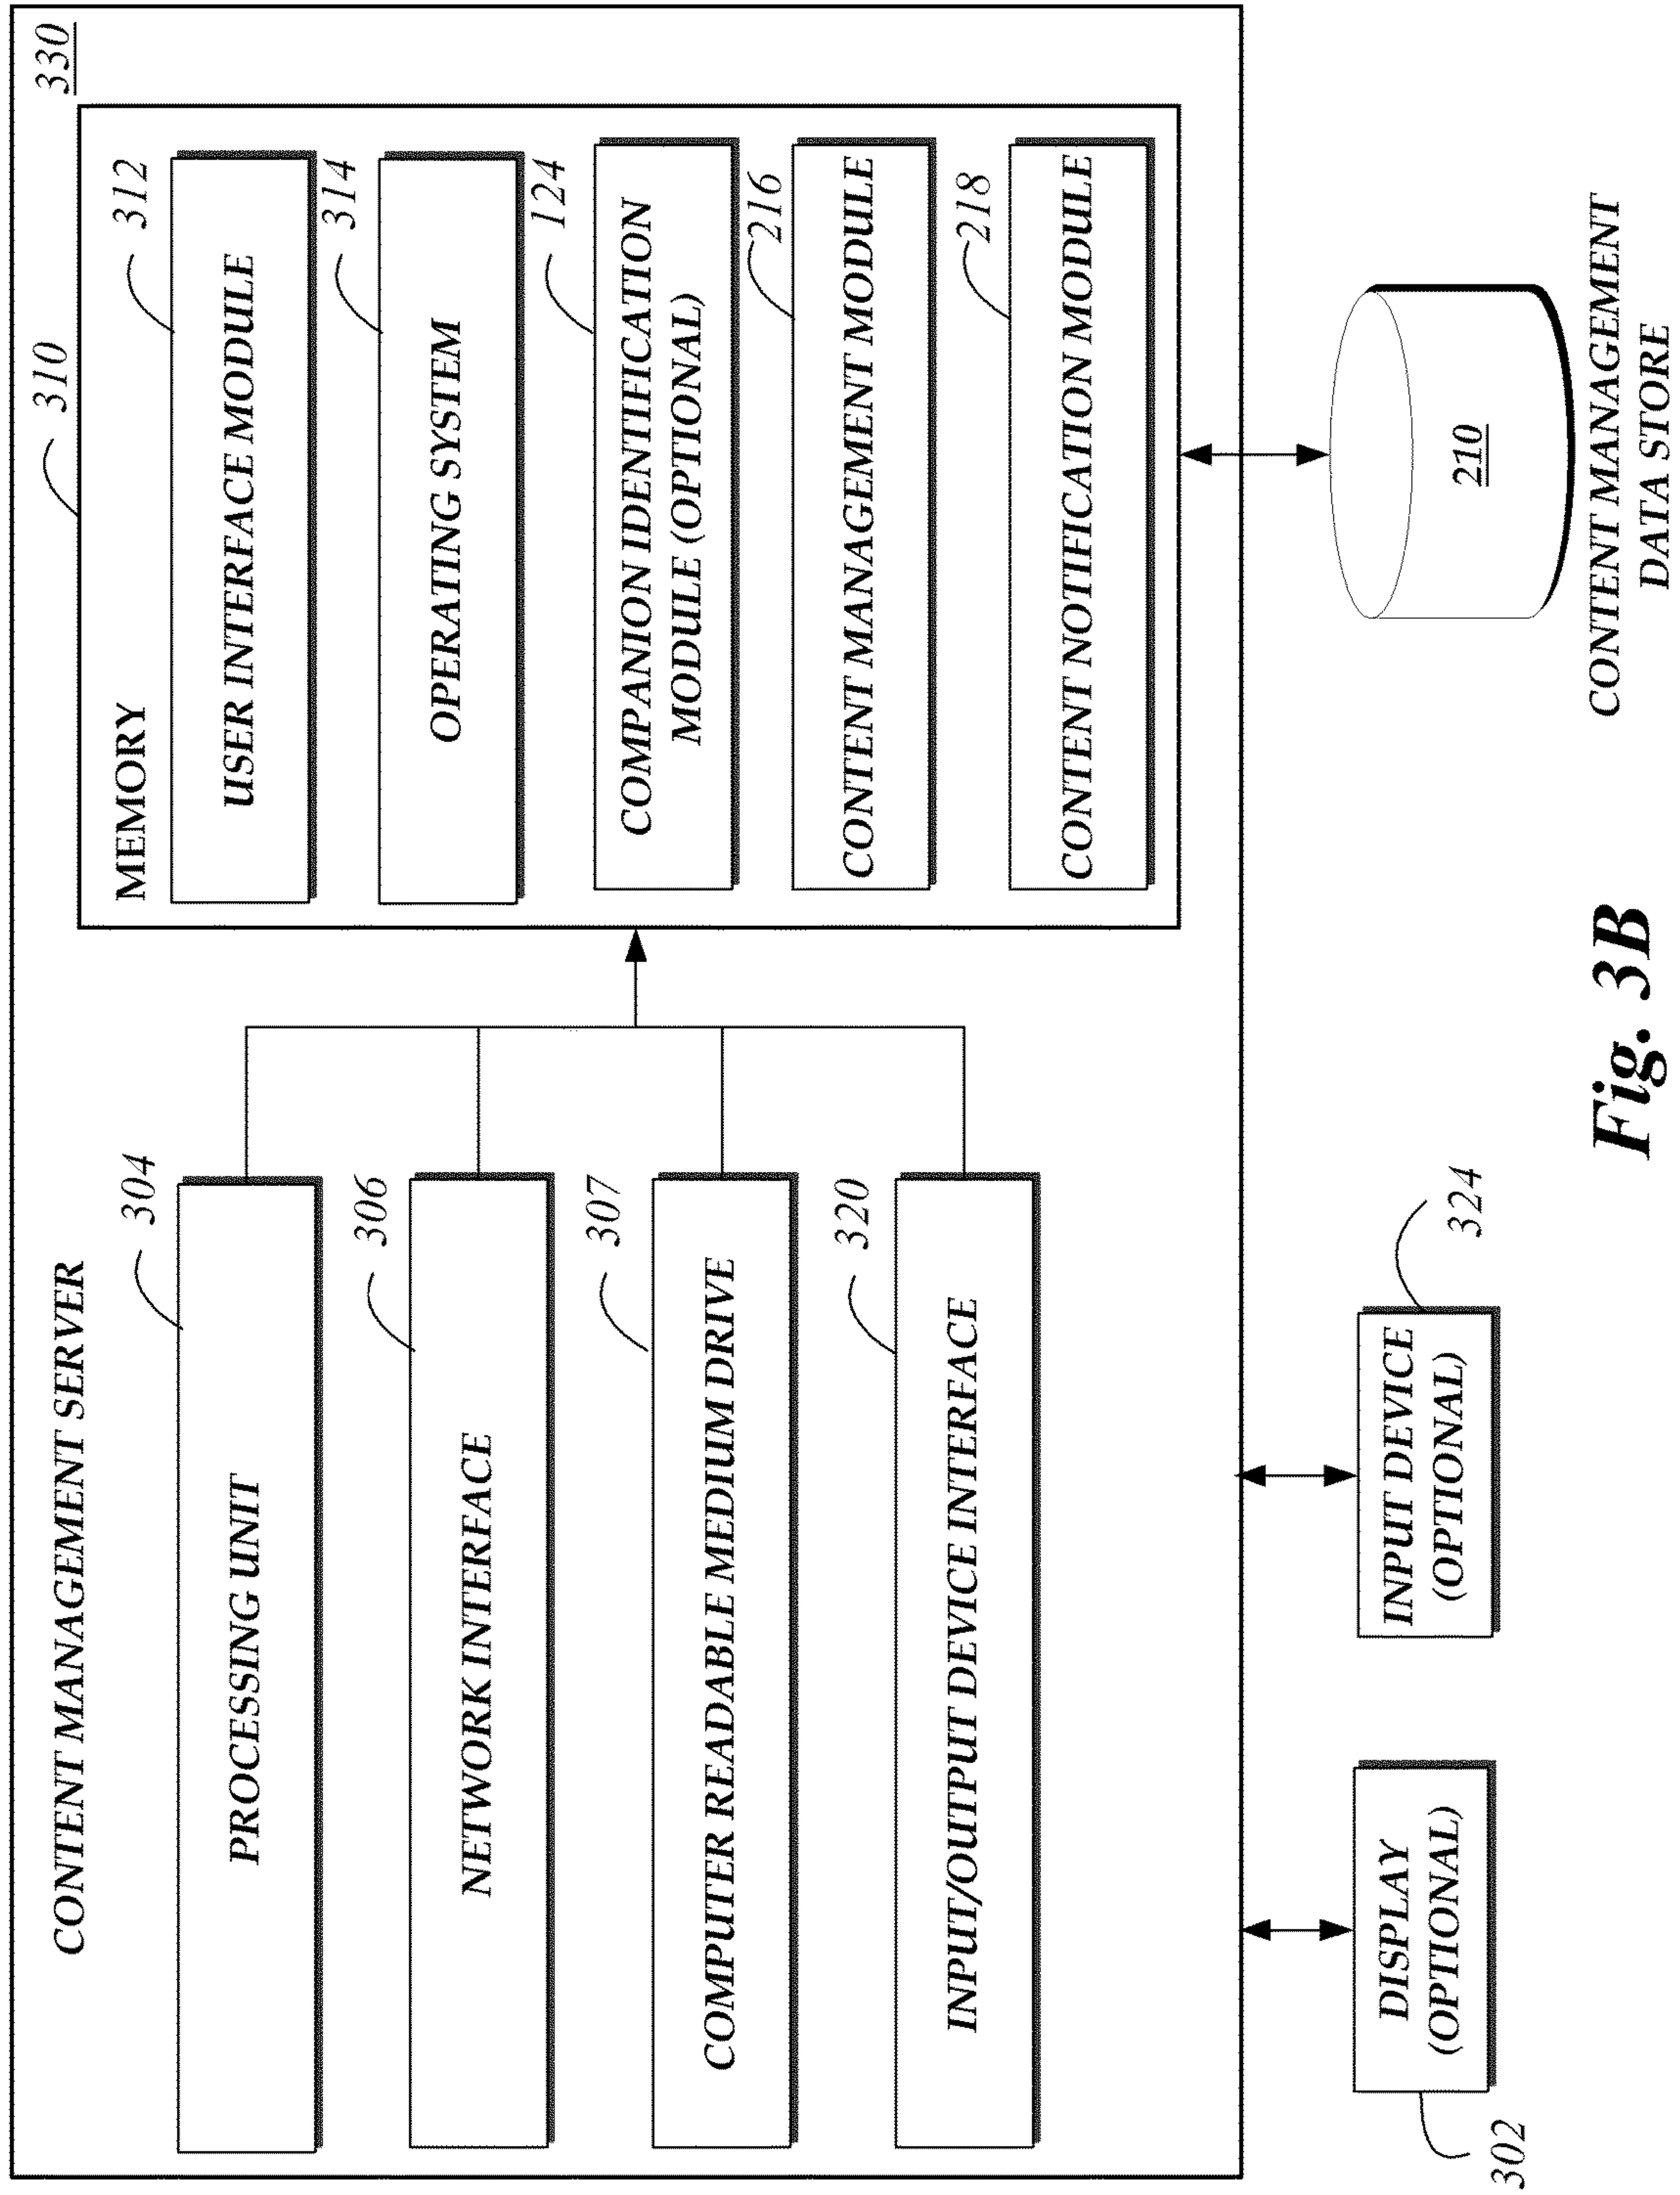 330
CONTENT MANAGEMENT SERVER
310
304
PROCESSING UNIT
306
NETWORK INTERFACE
307
COMPUTER READABLE MEDIUM DRIVE
320
INPUT/OUTPUT DEVICE INTERFACE
MEMORY
312
USER INTERFACE MODULE
314
OPERATING SYSTEM
124
COMPANION IDENTIFICATION
MODULE (OPTIONAL)
216
CONTENT MANAGEMENT MODULE
218
CONTENT NOTIFICATION MODULE
302
DISPLAY
(OPTIONAL)
INPUT DEVICE
(OPTIONAL)
324
210
CONTENT MANAGEMENT
DATA STORE
Fig. 3B